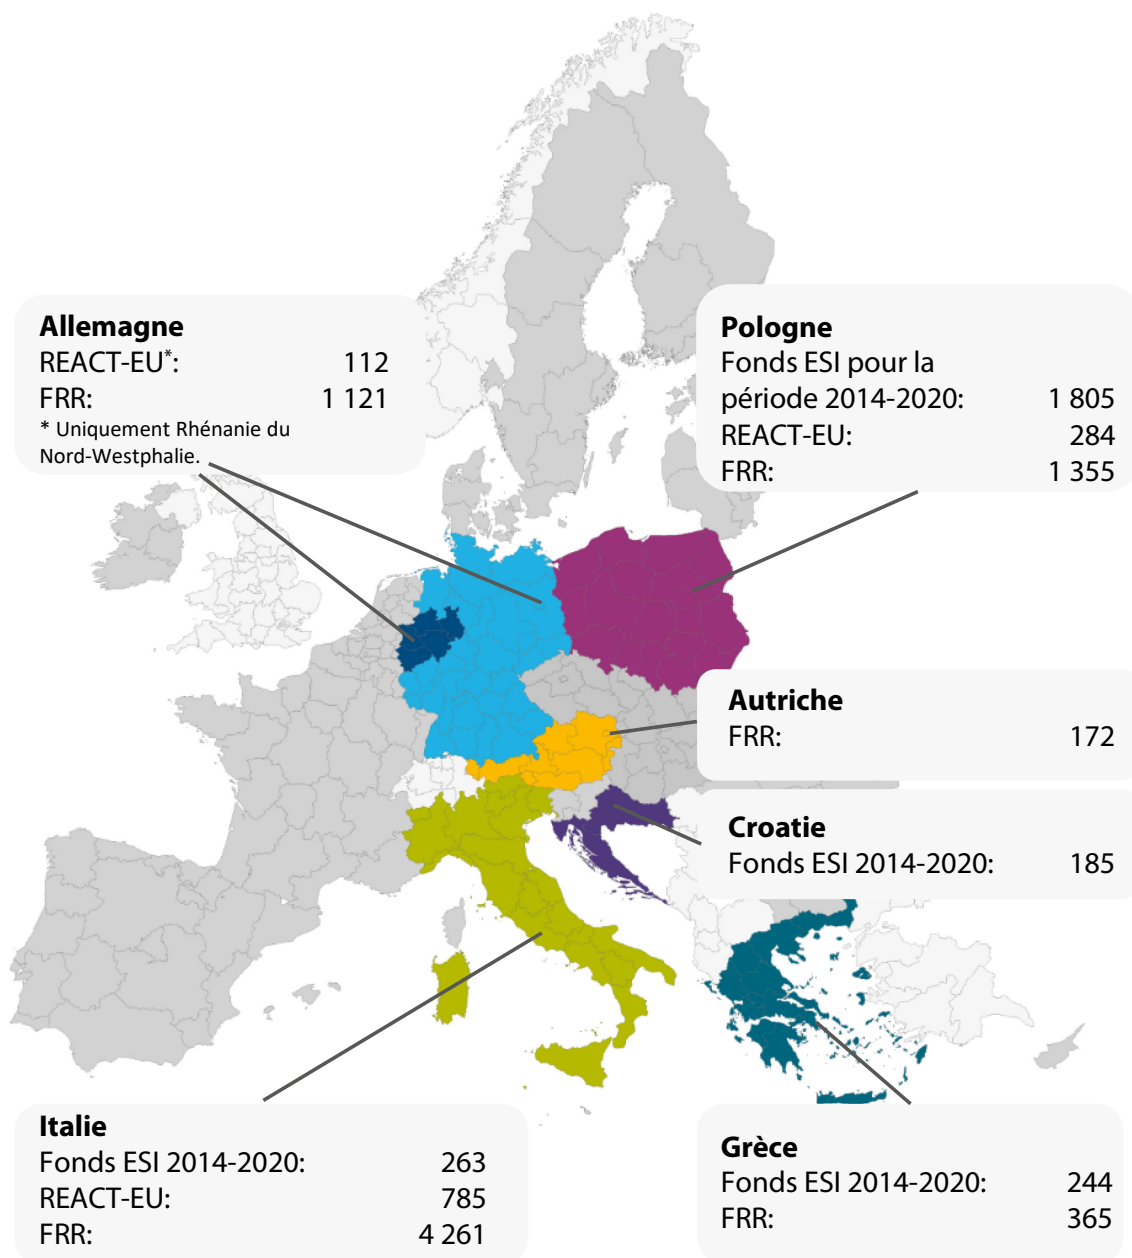 Allemagne
REACT-EU*: 112
FRR: 1 121
* Uniquement Rhénanie du
Nord-Westphalie.
Pologne
Fonds ESI pour la
période 2014-2020: 1 805
REACT-EU: 284
FRR: 1 355
Autriche
FRR: 172
Croatie
Fonds ESI 2014-2020: 185
Italie
Fonds ESI 2014-2020: 263
REACT-EU: 785
FRR: 4 261
Grèce
Fonds ESI 2014-2020: 244
FRR: 365